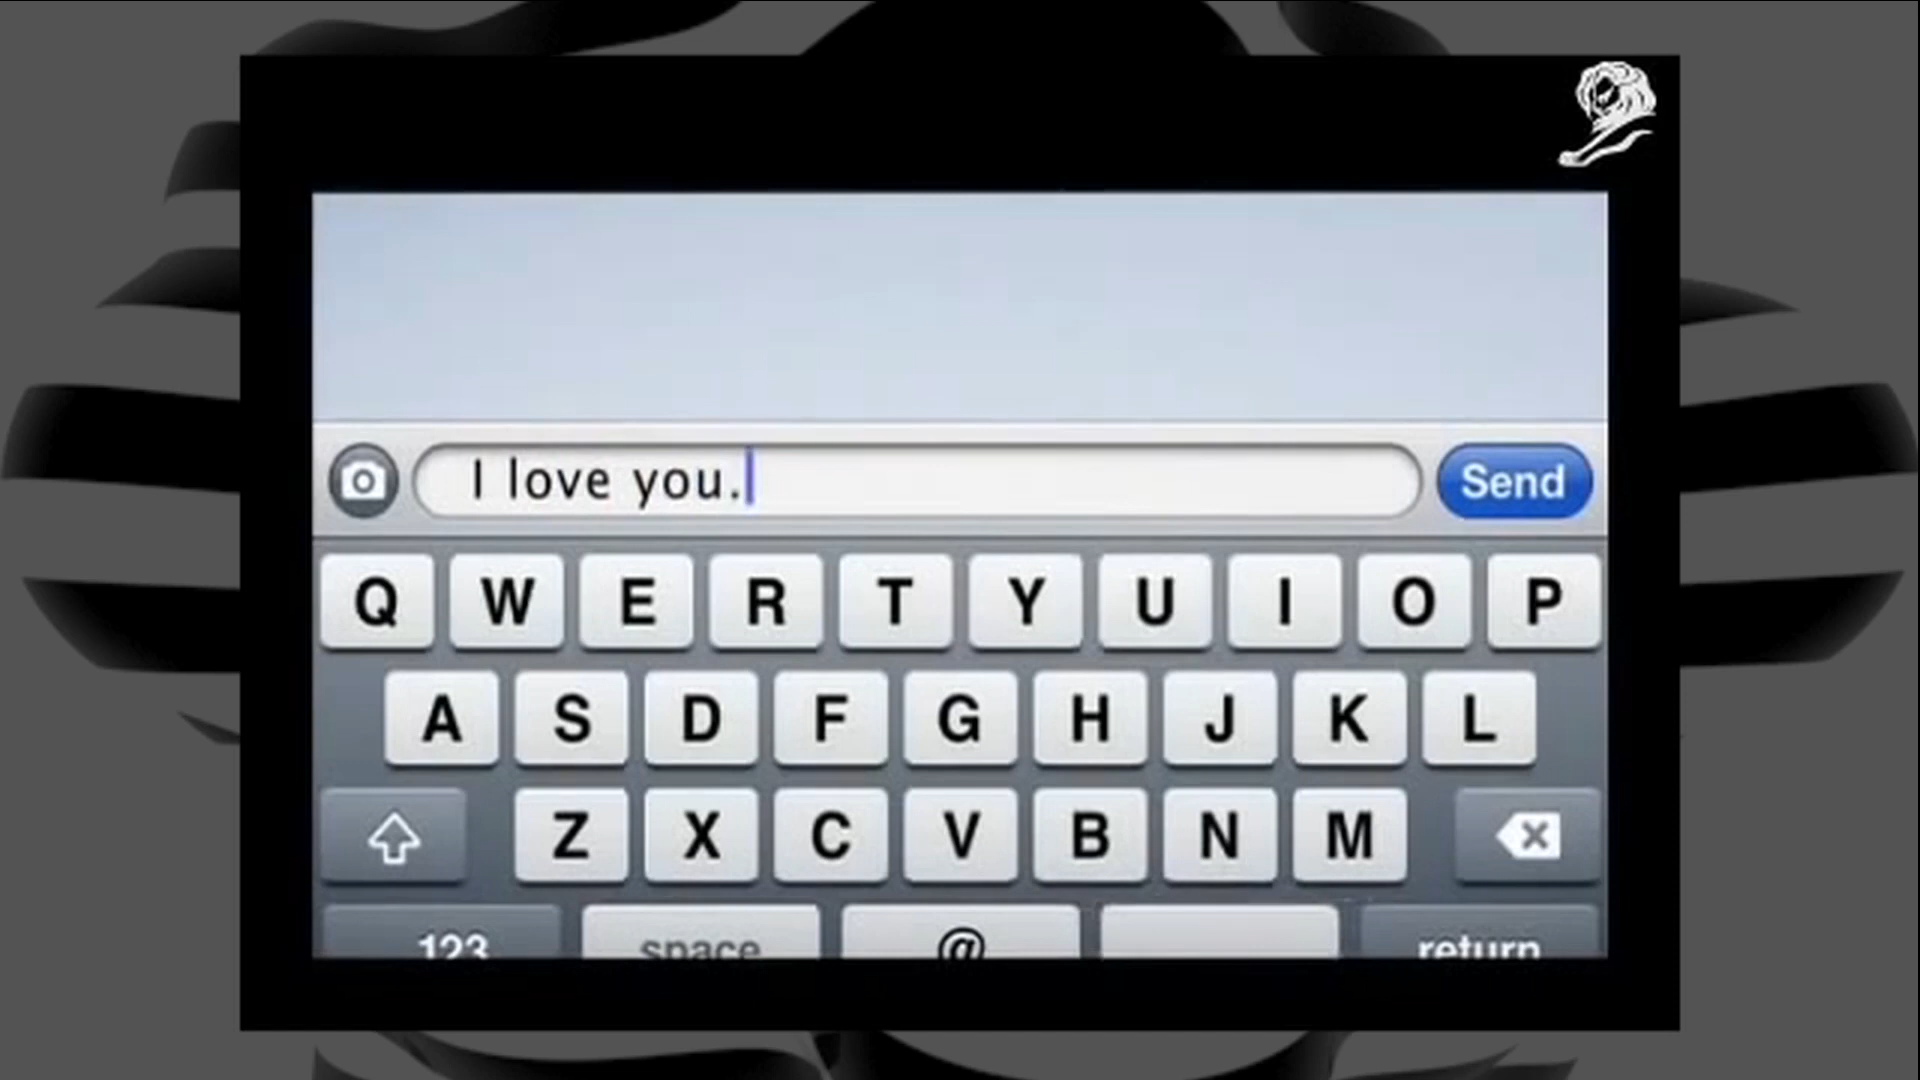 I love you.
Send
Q W E R T Y U I O P
A S D F G H J K L
Z X C V B N M
123 space @ return